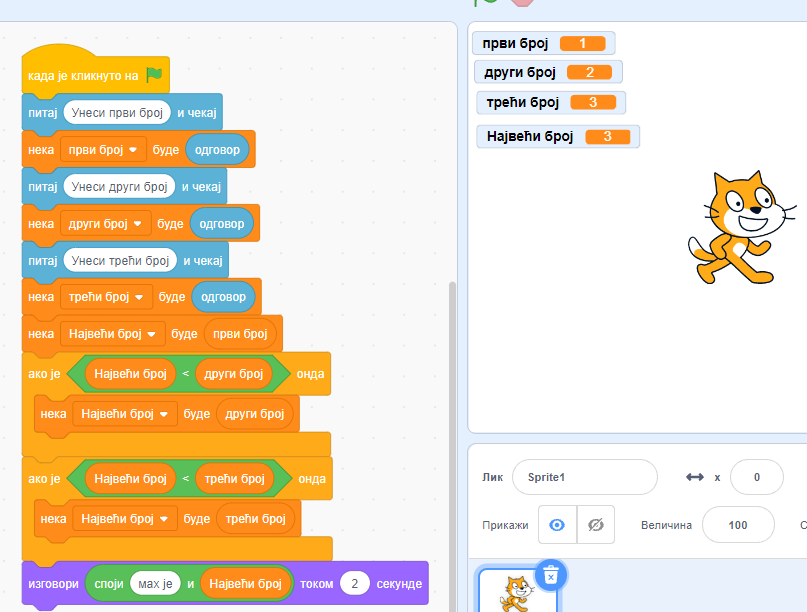 када је кликнуто на
питај Унеси први број и чекај
нека први број буде одговор
питај Унеси други број и чекај
нека други број буде одговор
питај Унеси трећи број и чекај
нека трећи број буде одговор
нека Највећи број буде први број
ако је Највећи број < други број онда
нека Највећи број буде други број
ако је Највећи број < трећи број онда
нека Највећи број буде трећи број
изговори споји мах је и Највећи број током 2 секунде
први број 1
други број 2
трећи број 3
Највећи број 3
Лик Sprite1 x 0
Прикажи Величина 100